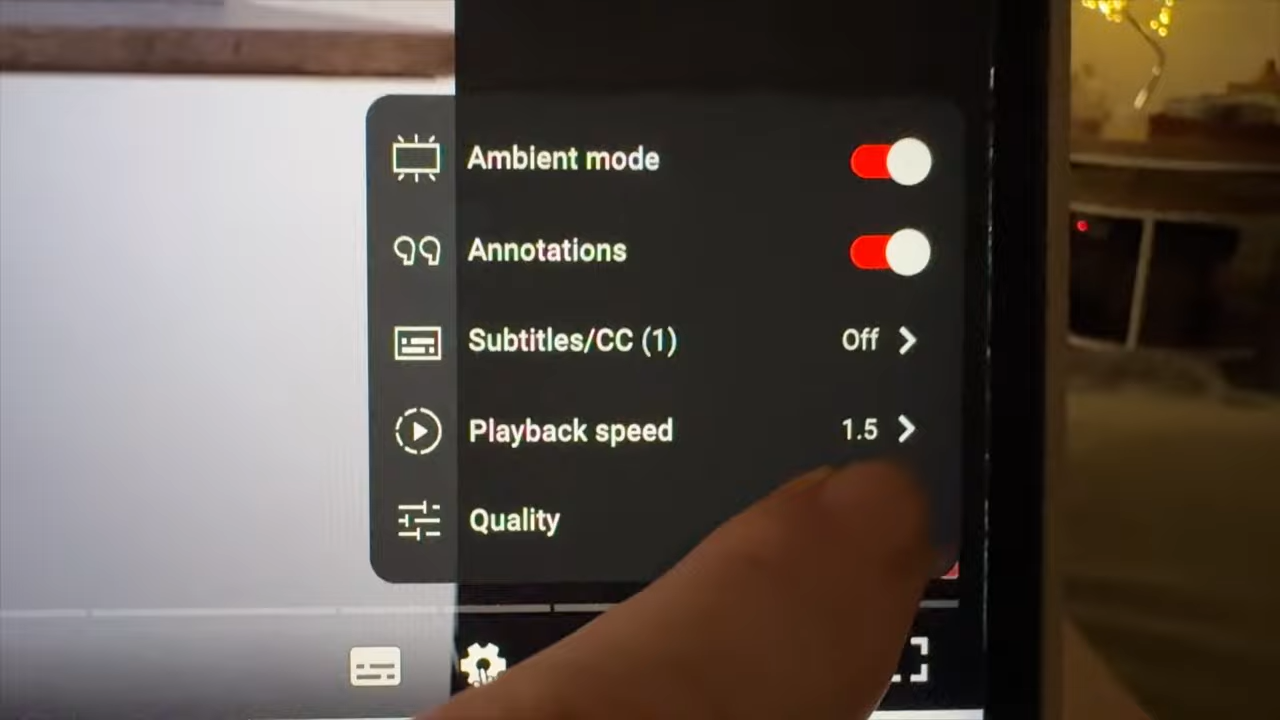 Ambient mode
Annotations
Subtitles/CC (1) Off
Playback speed 1.5
Quality